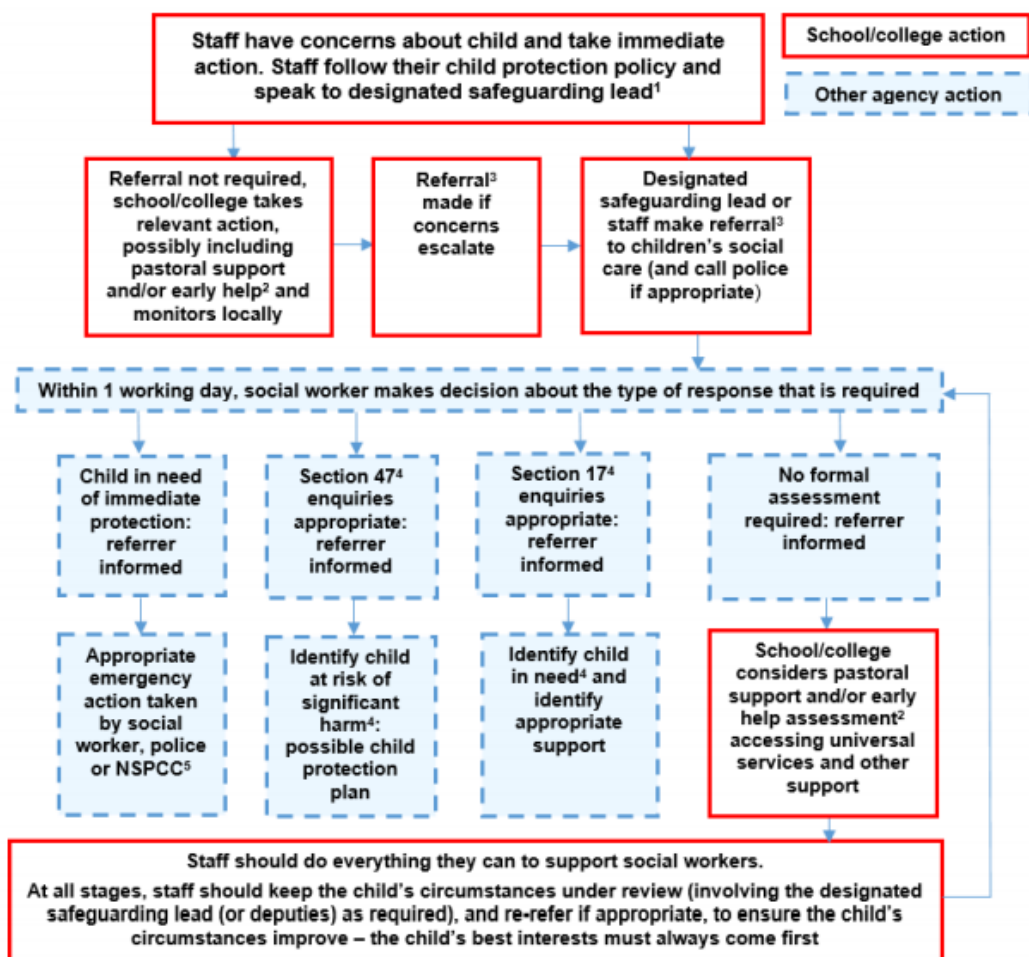 Staff have concerns about child and take immediate
action. Staff follow their child protection policy and
speak to designated safeguarding lead¹
School/college action
Other agency action
Referral not required,
school/college takes
relevant action,
possibly including
pastoral support
and/or early help² and
monitors locally
Referral³
made if
concerns
escalate
Designated
safeguarding lead or
staff make referral³
to children's social
care (and call police
if appropriate)
Within 1 working day, social worker makes decision about the type of response that is required
Child in need
of immediate
protection:
referrer
informed
Section 47⁴
enquiries
appropriate:
referrer
informed
Section 17⁴
enquiries
appropriate:
referrer
informed
No formal
assessment
required: referrer
informed
Appropriate
emergency
action taken
by social
worker, police
or NSPCC⁵
Identify child
at risk of
significant
harm⁴:
possible child
protection
plan
Identify child
in need⁴ and
identify
appropriate
support
School/college
considers pastoral
support and/or early
help assessment²
accessing universal
services and other
support
Staff should do everything they can to support social workers.
At all stages, staff should keep the child's circumstances under review (involving the designated
safeguarding lead (or deputies) as required), and re-refer if appropriate, to ensure the child's
circumstances improve – the child's best interests must always come first